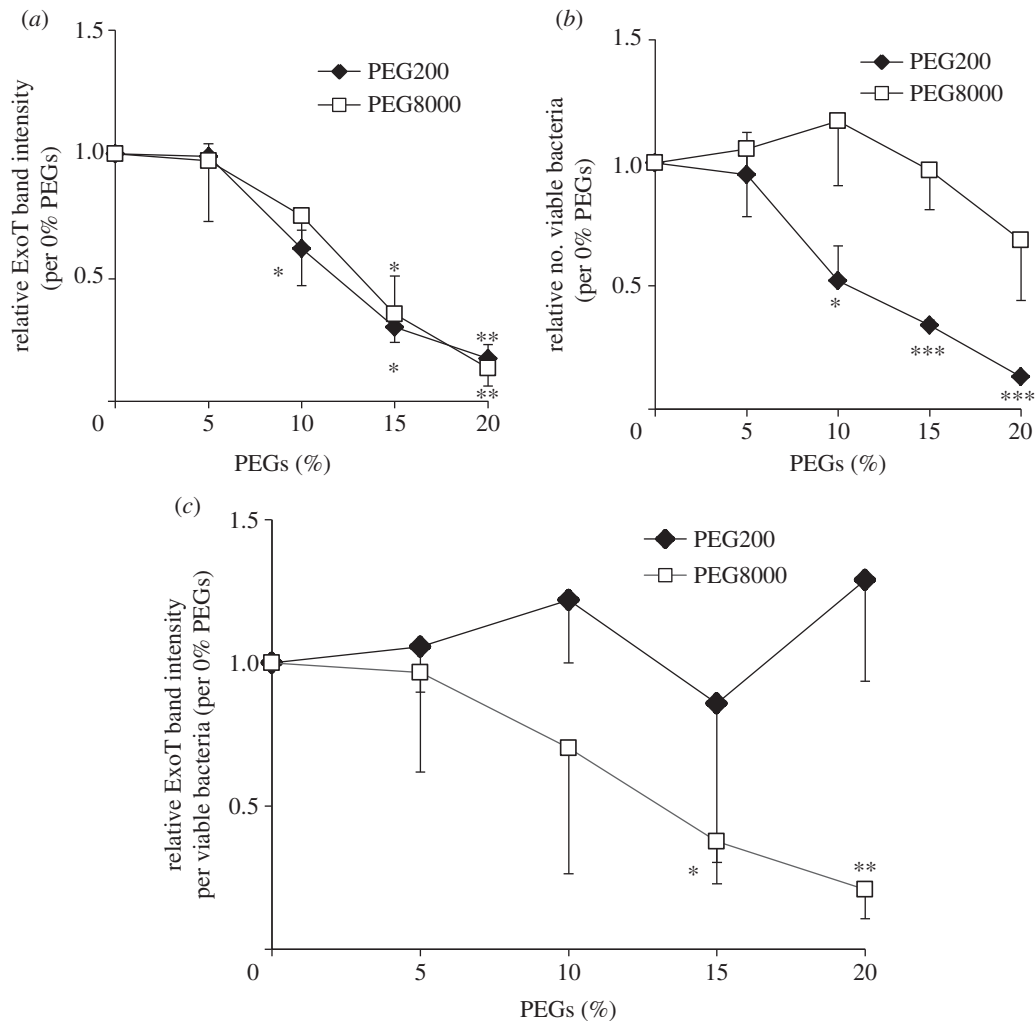 (a)
1.5
PEG200
PEG8000
1.0
0.5
relative ExoT band intensity
(per 0% PEGs)
*
*
*
**
**
0
5
10
15
20
PEGs (%)
(b)
1.5
PEG200
PEG8000
1.0
0.5
relative no. viable bacteria
(per 0% PEGs)
*
***
***
0
5
10
15
20
PEGs (%)
(c)
1.5
PEG200
PEG8000
1.0
0.5
relative ExoT band intensity
per viable bacteria (per 0% PEGs)
*
**
0
5
10
15
20
PEGs (%)